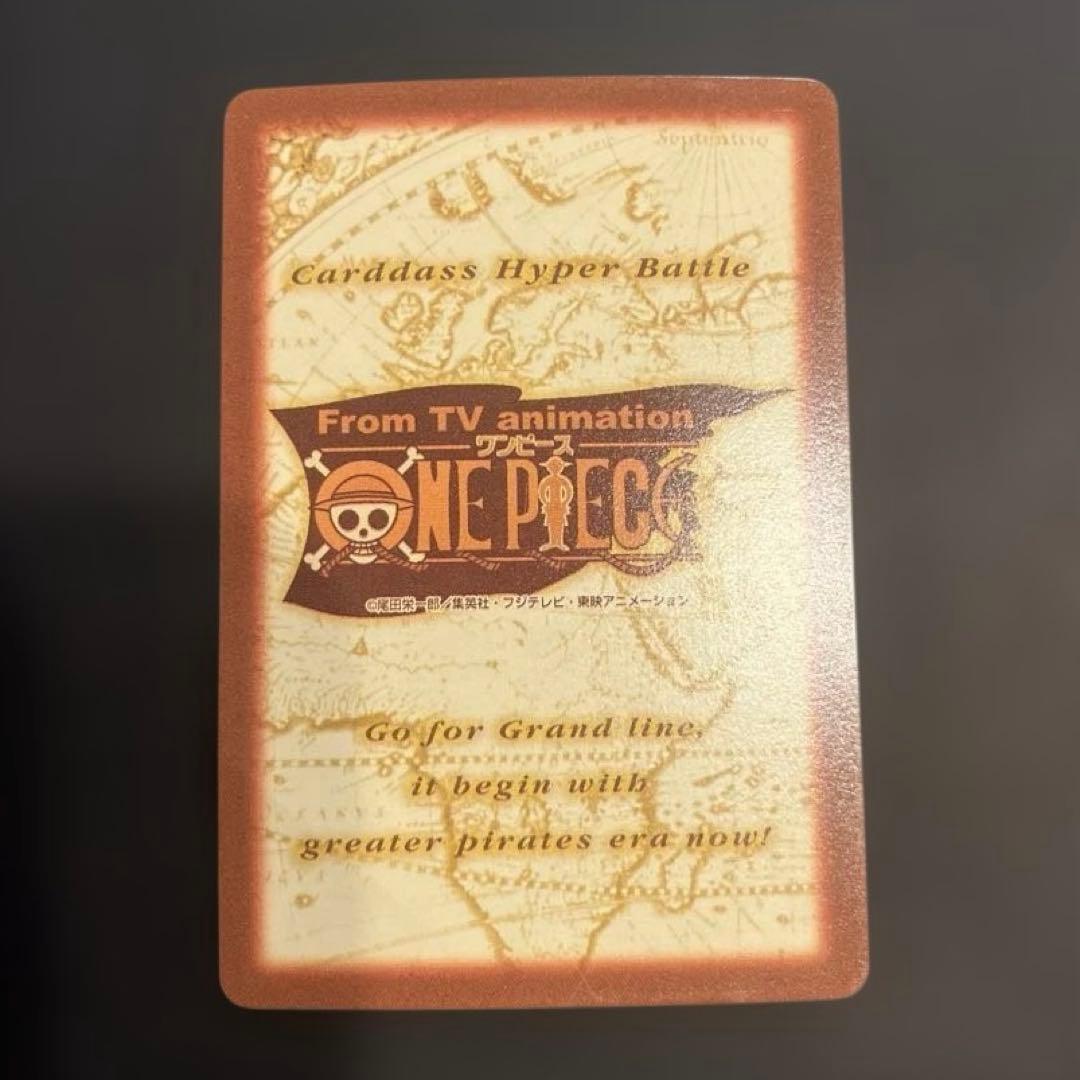 Septentrio
Carddass Hyper Battle
From TV animation
ワンピース
ONE PIECE
©尾田栄一郎／集英社・フジテレビ・東映アニメーション
Go for Grand line,
it begin with
greater pirates era now!